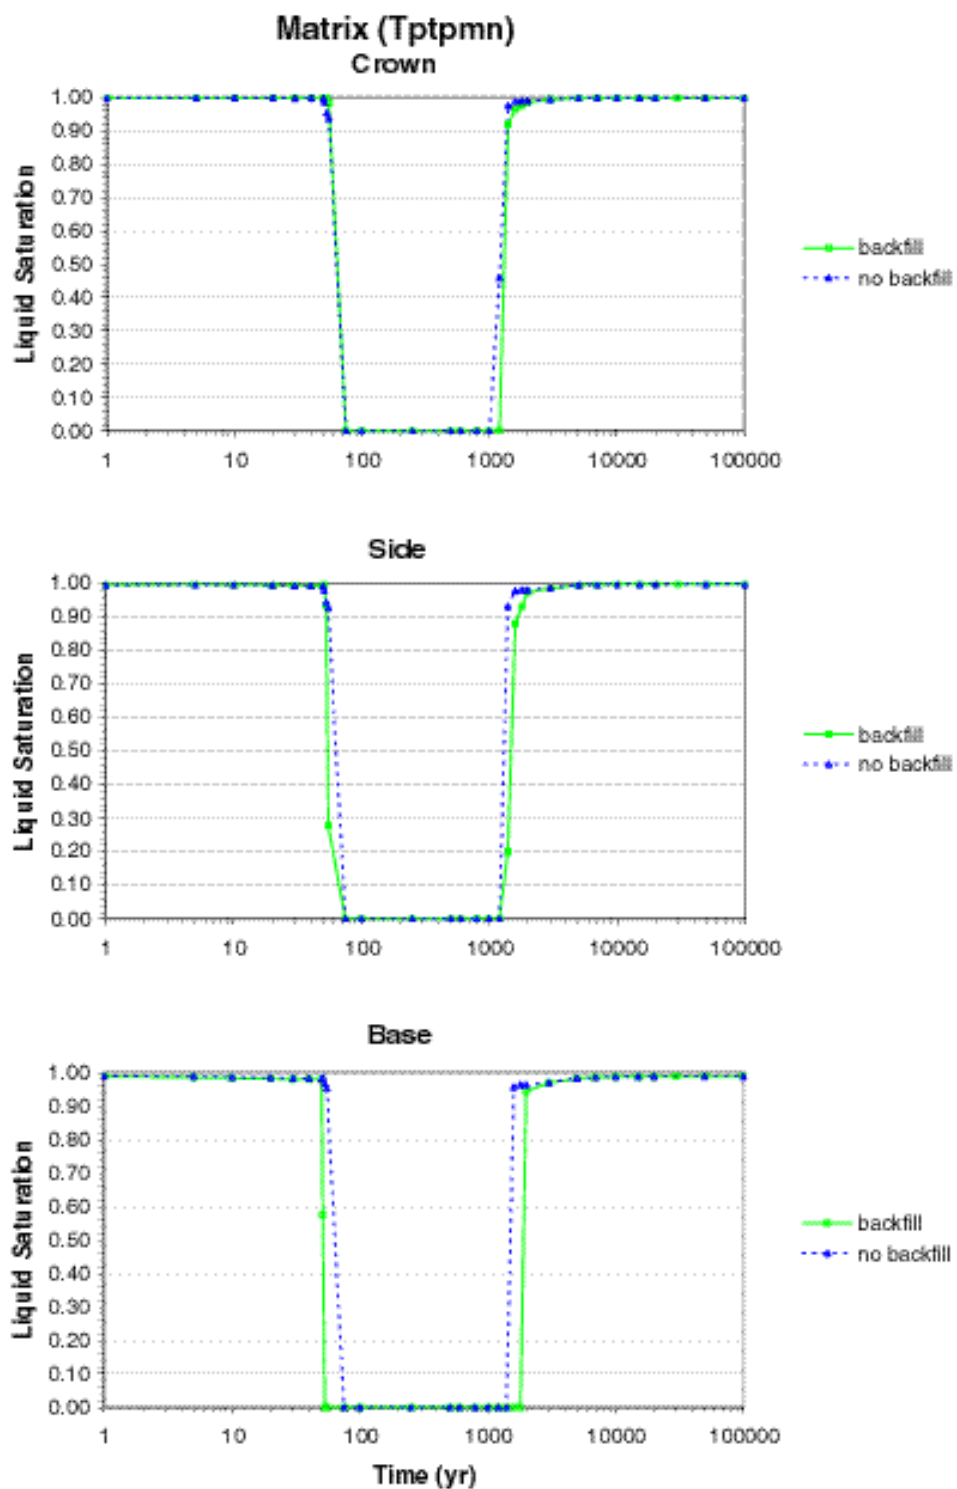 Matrix (Tptpmn)
Crown
Liquid Saturation
1.00
0.90
0.80
0.70
0.60
0.50
0.40
0.30
0.20
0.10
0.00
1 10 100 1000 10000 100000
backfill
no backfill
Side
Liquid Saturation
1.00
0.90
0.80
0.70
0.60
0.50
0.40
0.30
0.20
0.10
0.00
1 10 100 1000 10000 100000
backfill
no backfill
Base
Liquid Saturation
1.00
0.90
0.80
0.70
0.60
0.50
0.40
0.30
0.20
0.10
0.00
1 10 100 1000 10000 100000
Time (yr)
backfill
no backfill